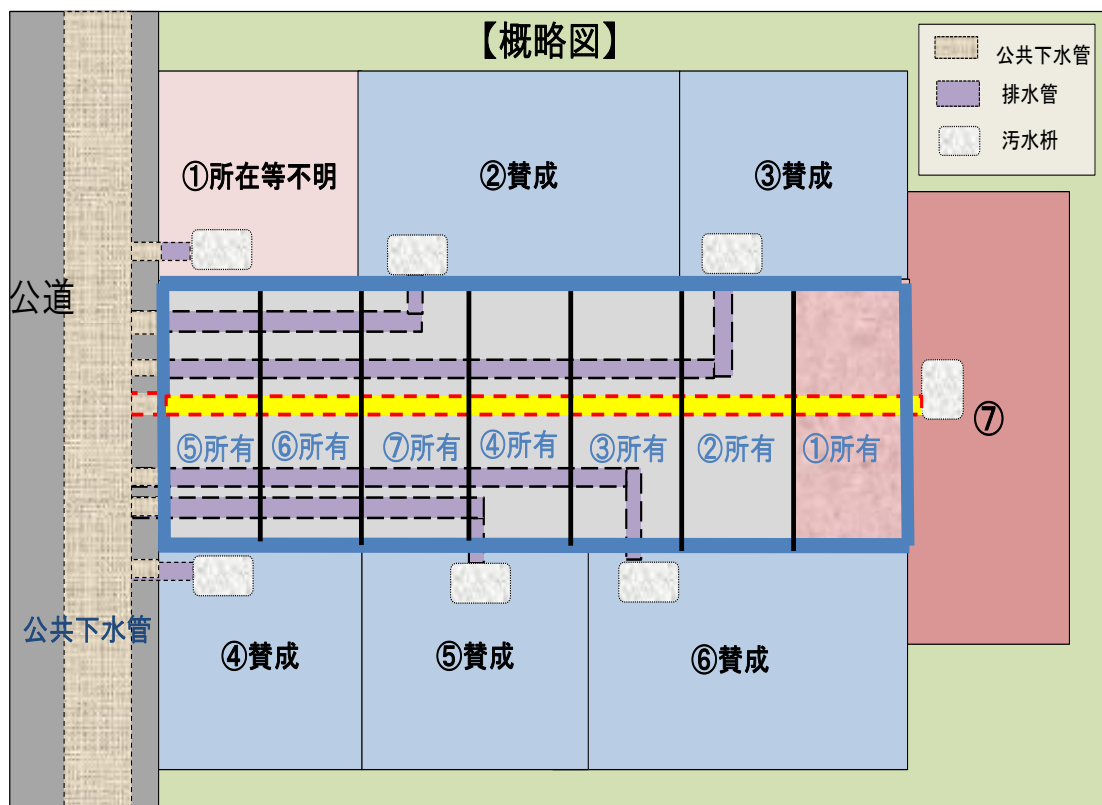 【概略図】
公共下水管
排水管
汚水枡
①所在等不明
②賛成
③賛成
公道
⑦
⑤所有
⑥所有
⑦所有
④所有
③所有
②所有
①所有
公共下水管
④賛成
⑤賛成
⑥賛成